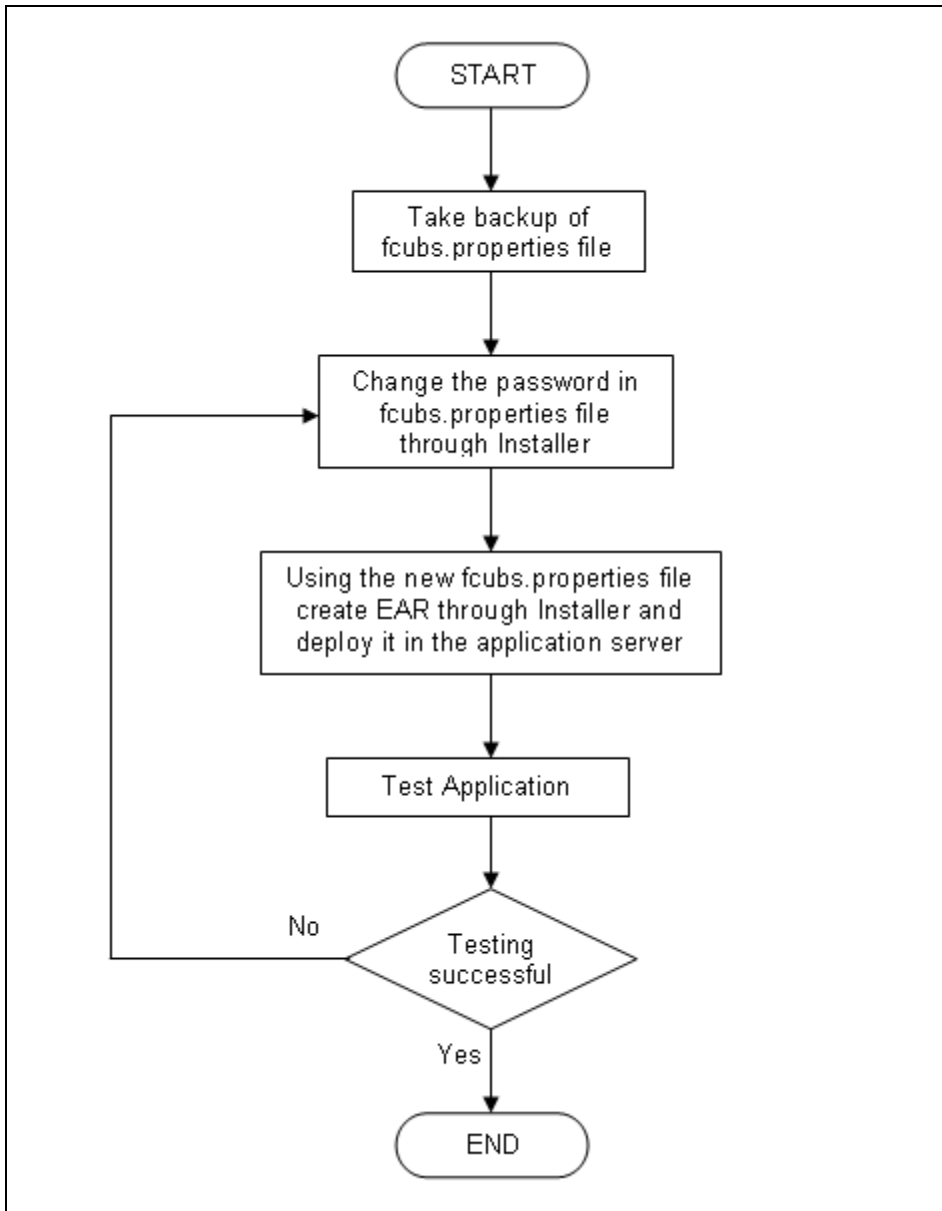 START
Take backup of
fcubs.properties file
Change the password in
fcubs.properties file
through Installer
Using the new fcubs.properties file
create EAR through Installer and
deploy it in the application server
Test Application
No
Testing
successful
Yes
END